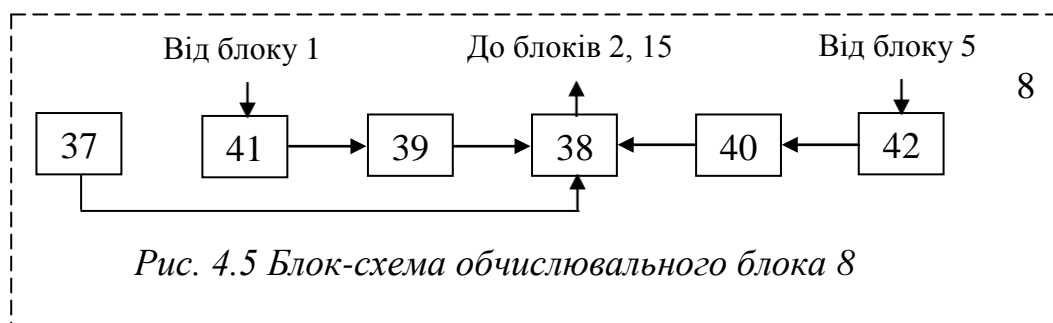 Від блоку 1 До блоків 2, 15 Від блоку 5
8
37 41 39 38 40 42
Рис. 4.5 Блок-схема обчислювального блока 8